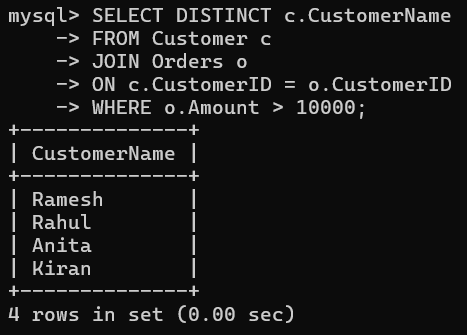 mysql> SELECT DISTINCT c.CustomerName
    -> FROM Customer c
    -> JOIN Orders o
    -> ON c.CustomerID = o.CustomerID
    -> WHERE o.Amount > 10000;
+--------------+
| CustomerName |
+--------------+
| Ramesh       |
| Rahul        |
| Anita        |
| Kiran        |
+--------------+
4 rows in set (0.00 sec)